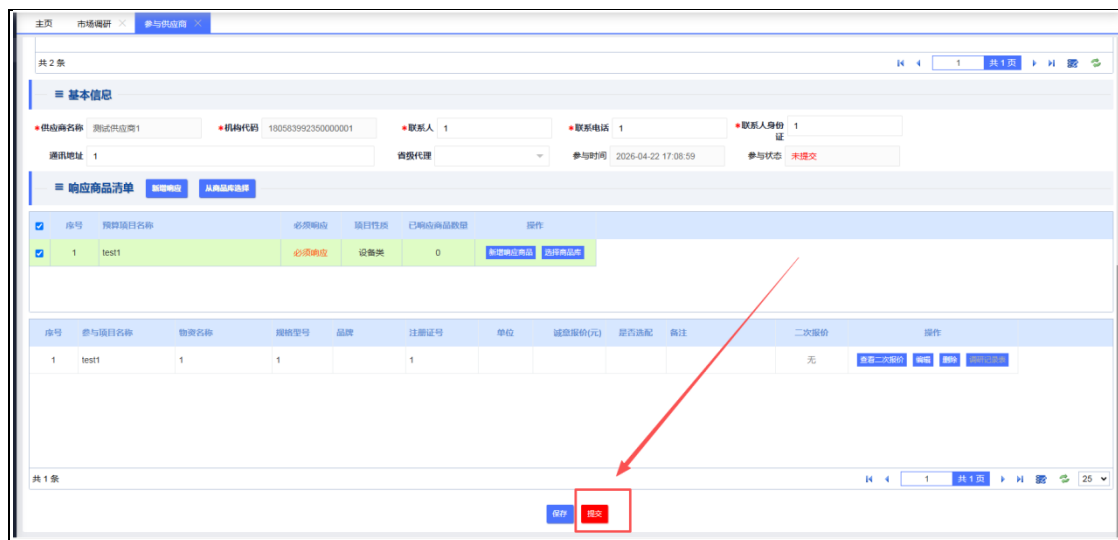 主页 市场调研 参与供应商
共 2 条 1 共 1 页
基本信息
*供应商名称 测试供应商1 *机构代码 180583992350000001 *联系人 1 *联系电话 1 *联系人身份证 1
通讯地址 1 省级代理 参与时间 2026-04-22 17:08:59 参与状态 未提交
响应商品清单 新增响应 从商品库选择
序号 预算项目名称 必须响应 项目性质 已响应商品数量 操作
1 test1 必须响应 设备类 0 新增响应商品 选择商品库
序号 参与项目名称 物资名称 规格型号 品牌 注册证号 单位 诚意报价(元) 是否选配 备注 二次报价 操作
1 test1 1 1 1 无 查看二次报价 编辑 删除 调研记录表
共 1 条 1 共 1 页 25
保存 提交